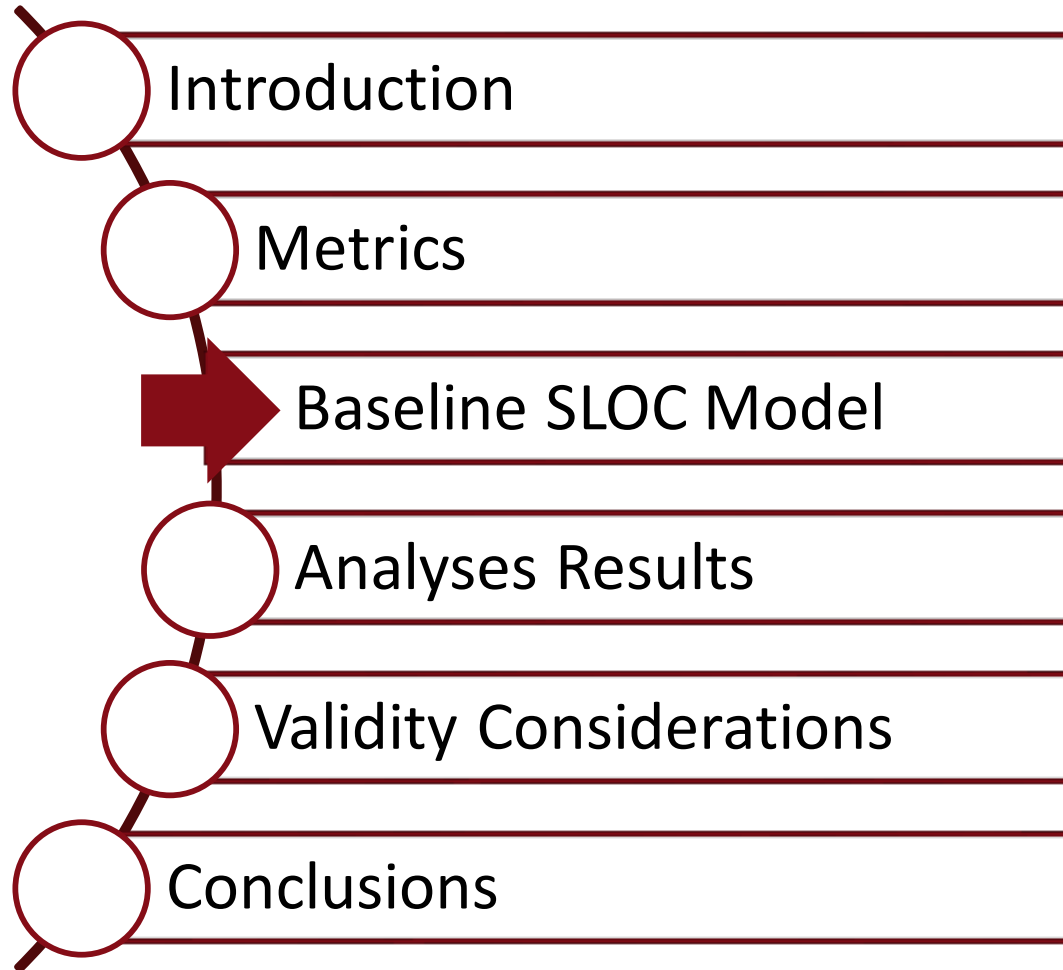 Introduction
Metrics
Baseline SLOC Model
Analyses Results
Validity Considerations
Conclusions